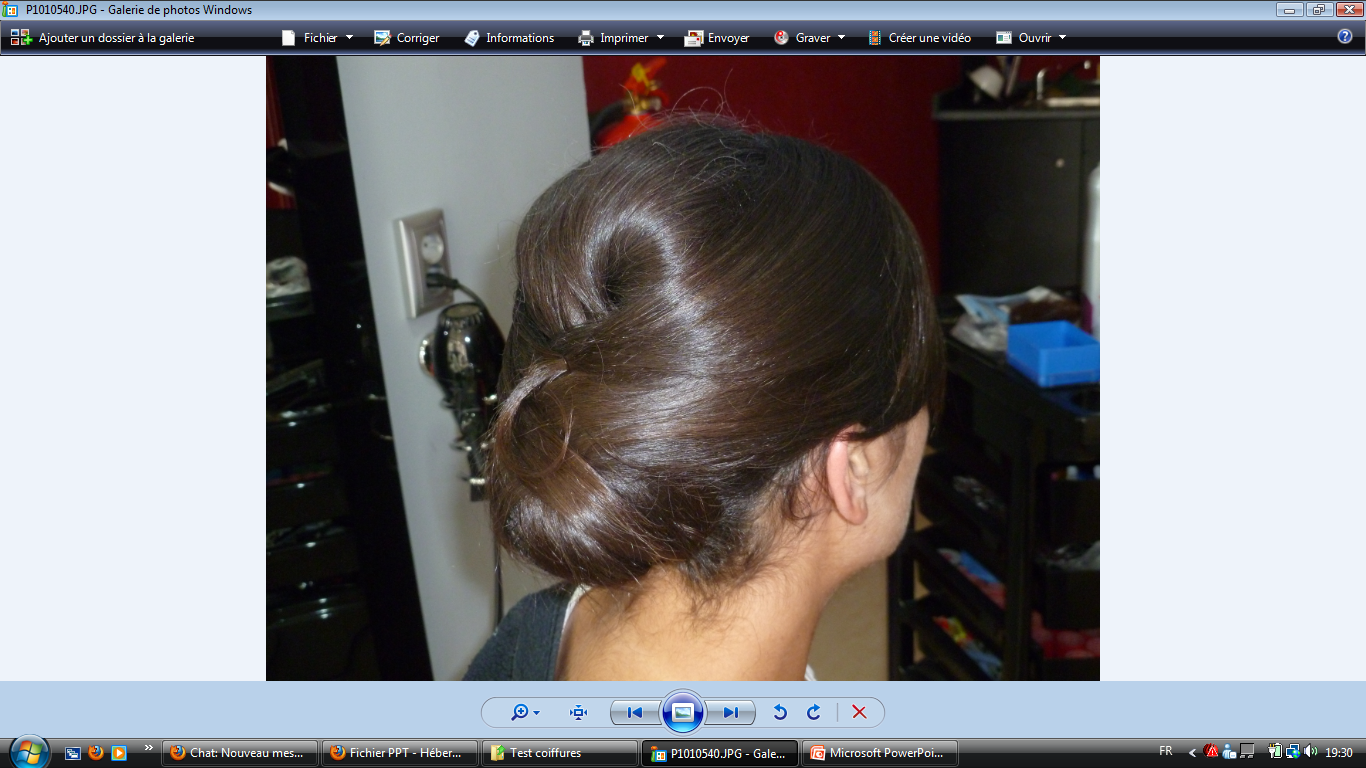 P1010540.JPG - Galerie de photos Windows
Ajouter un dossier à la galerie Fichier Corriger Informations Imprimer Envoyer Graver Créer une vidéo Ouvrir ?
» Chat: Nouveau mes... Fichier PPT - Héber... Test coiffures P1010540.JPG - Gale... Microsoft PowerPoi... FR < 19:30